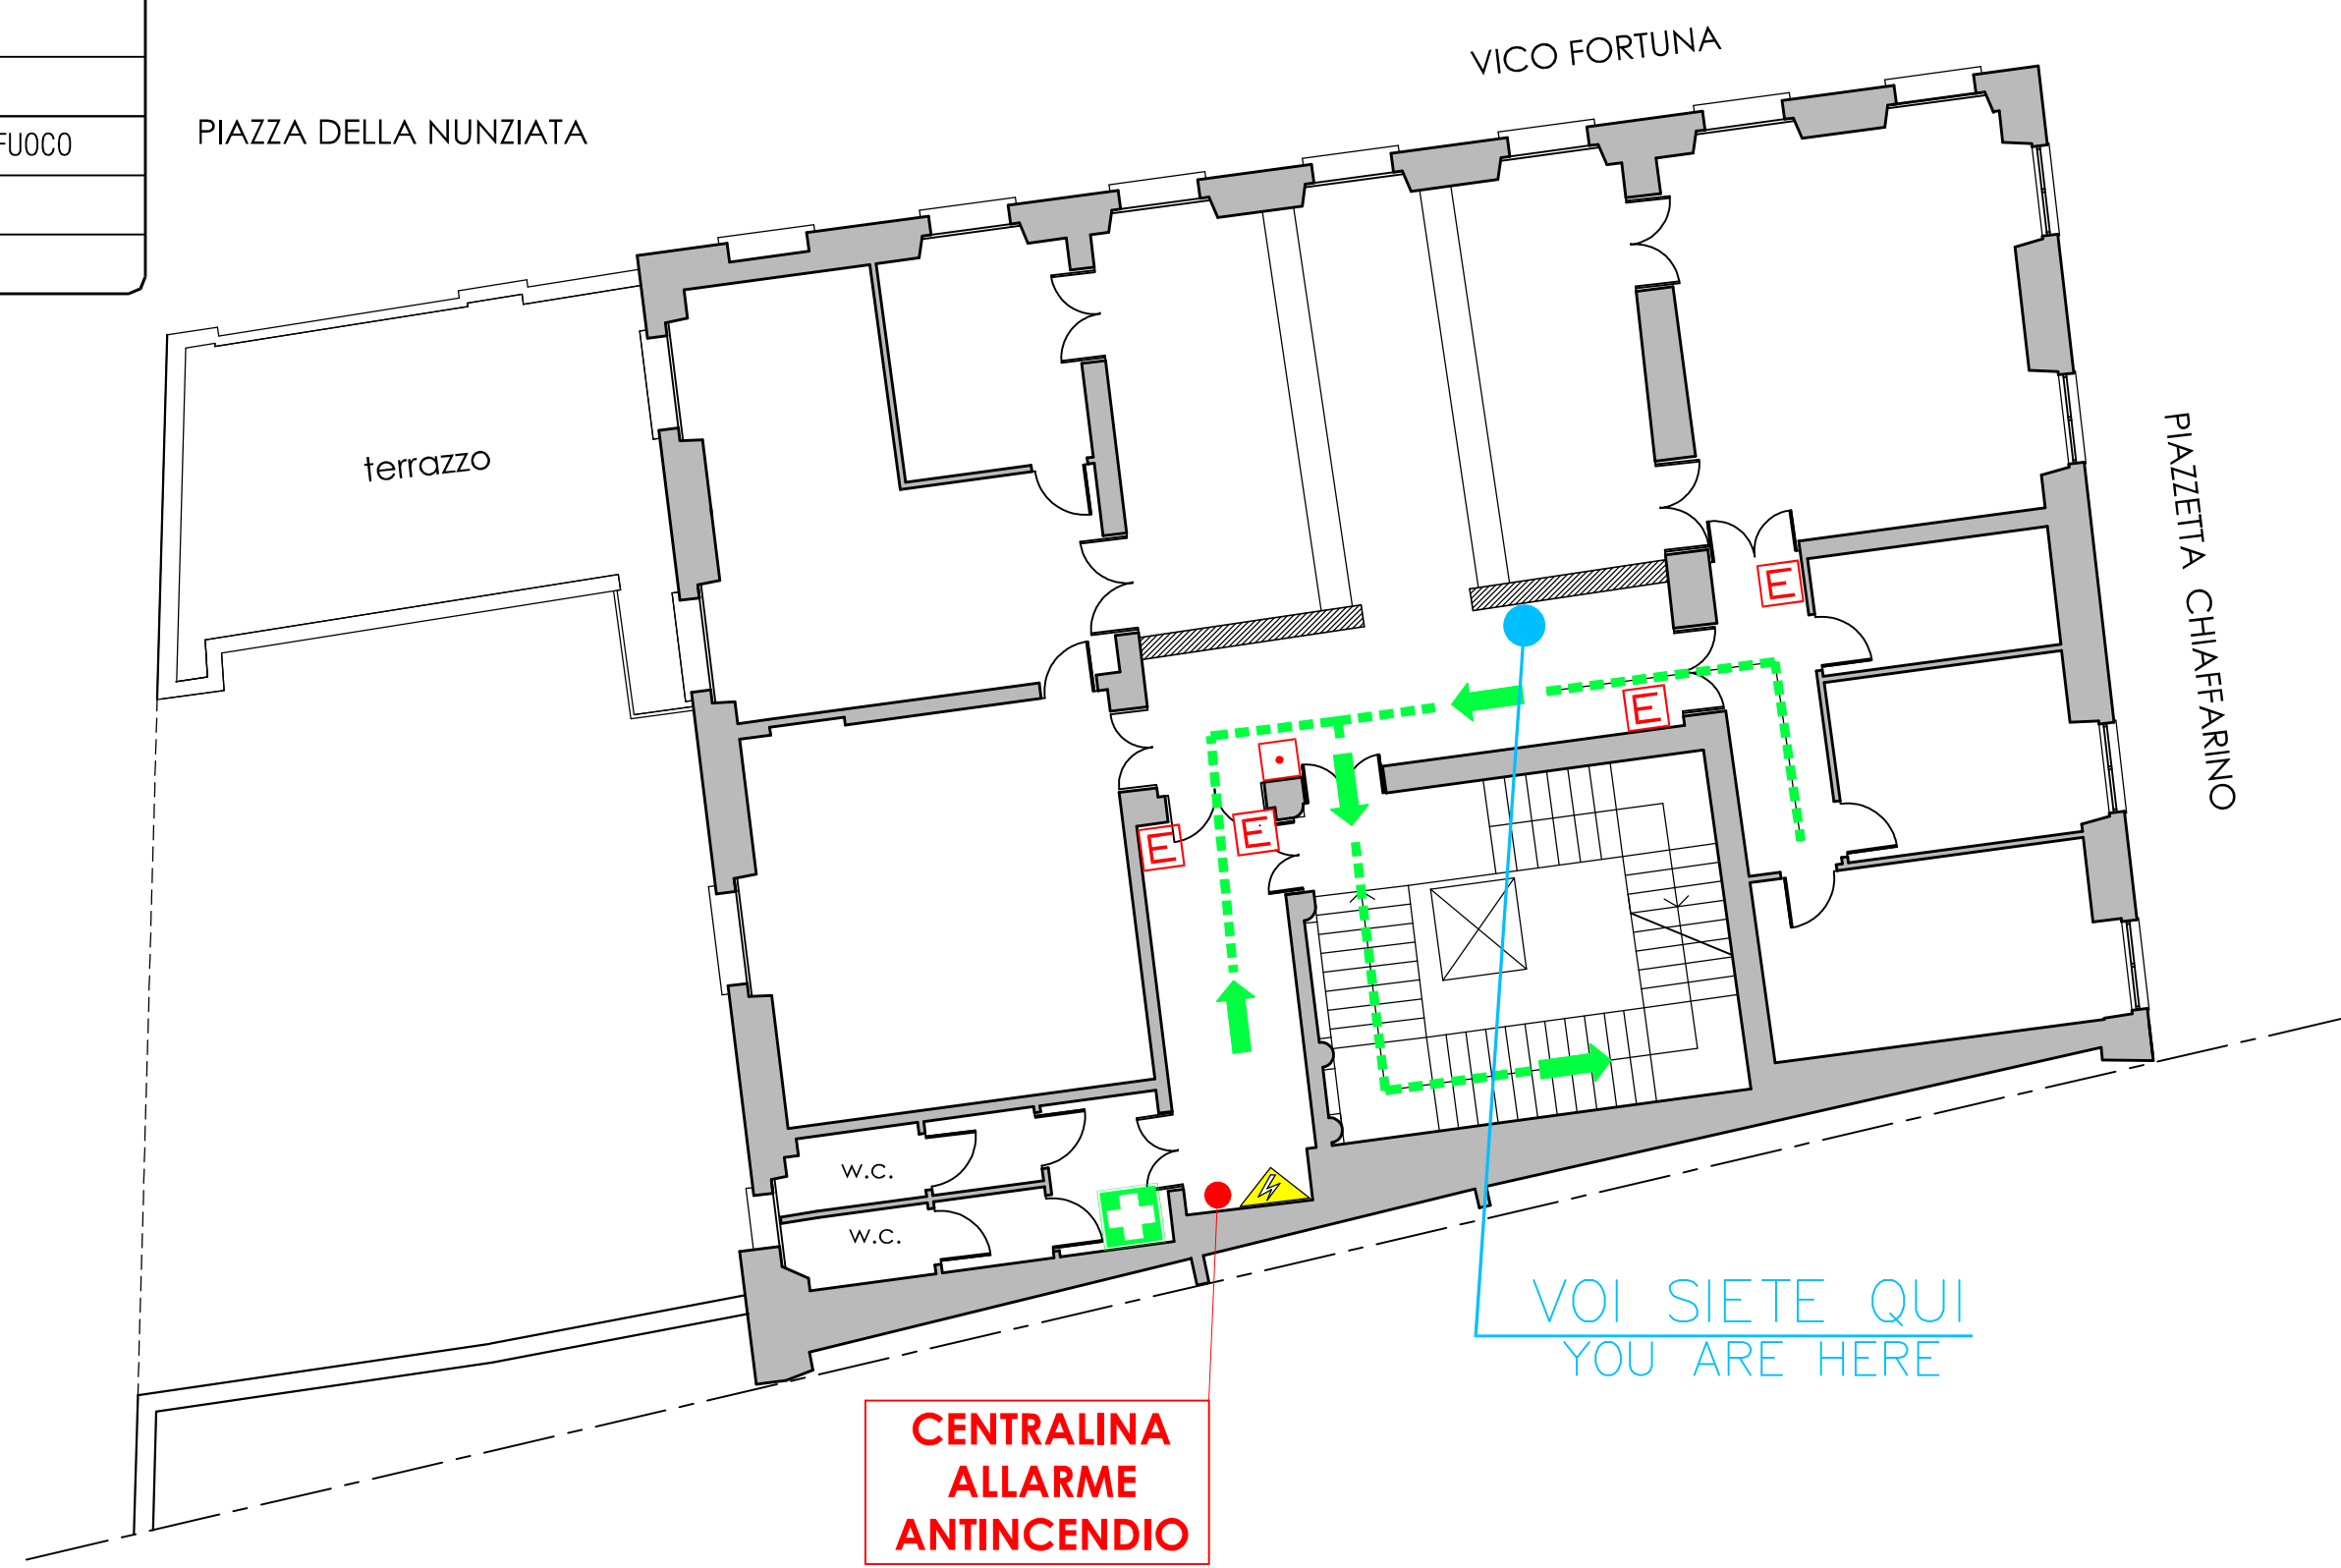 FUOCO
PIAZZA DELLA NUNZIATA
VICO FORTUNA
terrazzo
PIAZZETTA CHIAFFARINO
E
E
E
E
w.c.
w.c.
VOI SIETE QUI
YOU ARE HERE
CENTRALINA
ALLARME
ANTINCENDIO